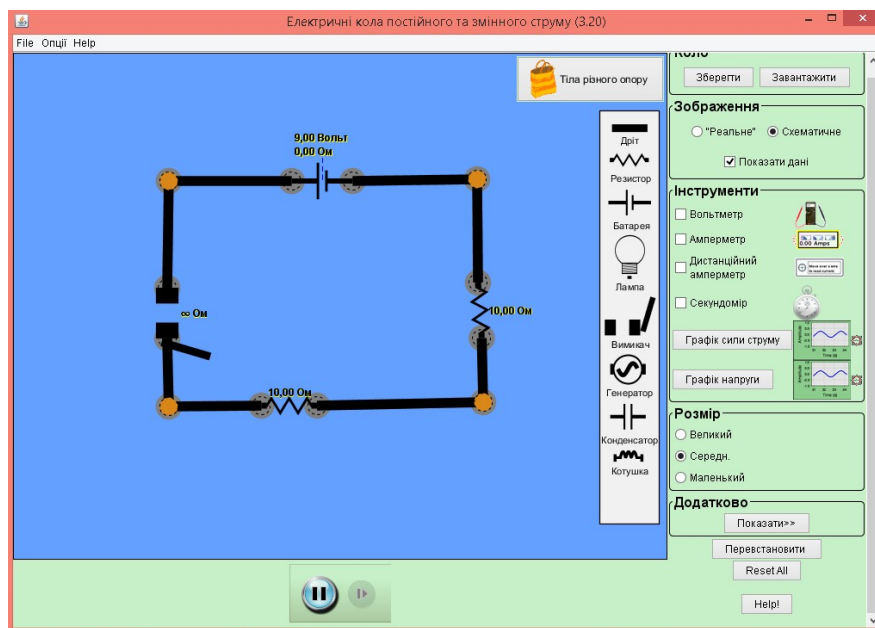 Електричні кола постійного та змінного струму (3.20)
File Опції Help
Тіла різного опору
9,00 Вольт
0,00 Ом
∞ Ом
10,00 Ом
10,00 Ом
Дріт
Резистор
Батарея
Лампа
Вимикач
Генератор
Конденсатор
Котушка
Коло
Зберегти Завантажити
Зображення
"Реальне" Схематичне
Показати дані
Інструменти
Вольтметр
Амперметр
0.00 Amps
Дистанційний
амперметр
Секундомір
Графік сили струму
Графік напруги
Розмір
Великий
Середн.
Маленький
Додатково
Показати>>
Перевстановити
Reset All
Help!